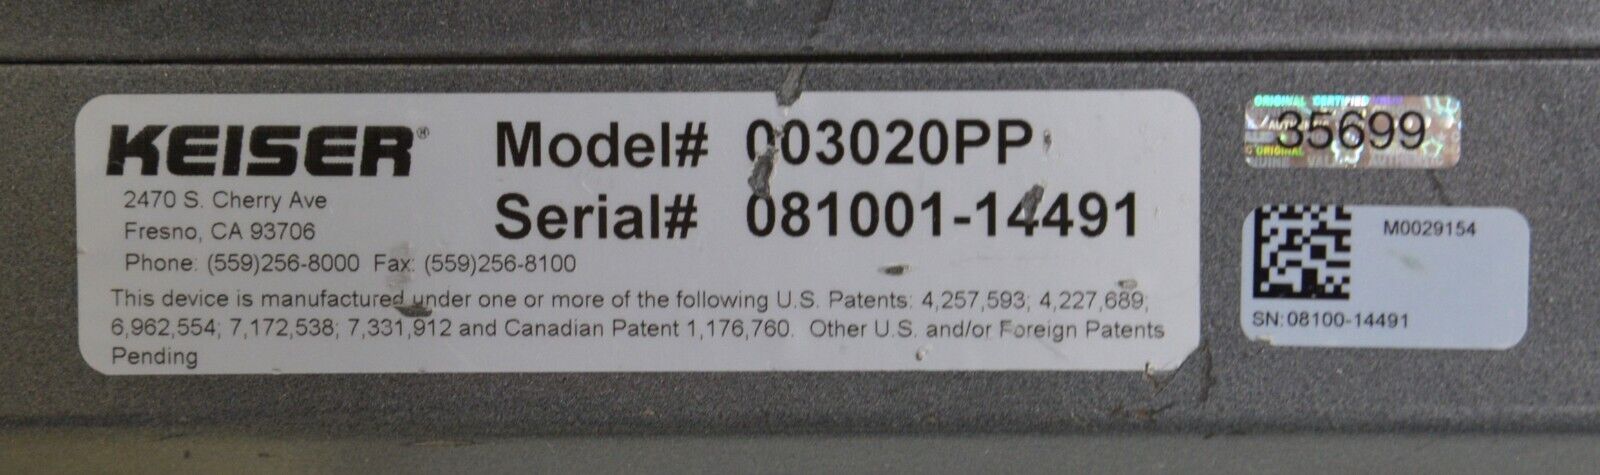 KEISER®
2470 S. Cherry Ave
Fresno, CA 93706
Phone: (559)256-8000 Fax: (559)256-8100
Model# 003020PP
Serial# 081001-14491
This device is manufactured under one or more of the following U.S. Patents: 4,257,593; 4,227,689;
6,962,554; 7,172,538; 7,331,912 and Canadian Patent 1,176,760. Other U.S. and/or Foreign Patents
Pending
ORIGINAL CERTIFIED
35699
ORIGINAL
M0029154
SN:08100-14491